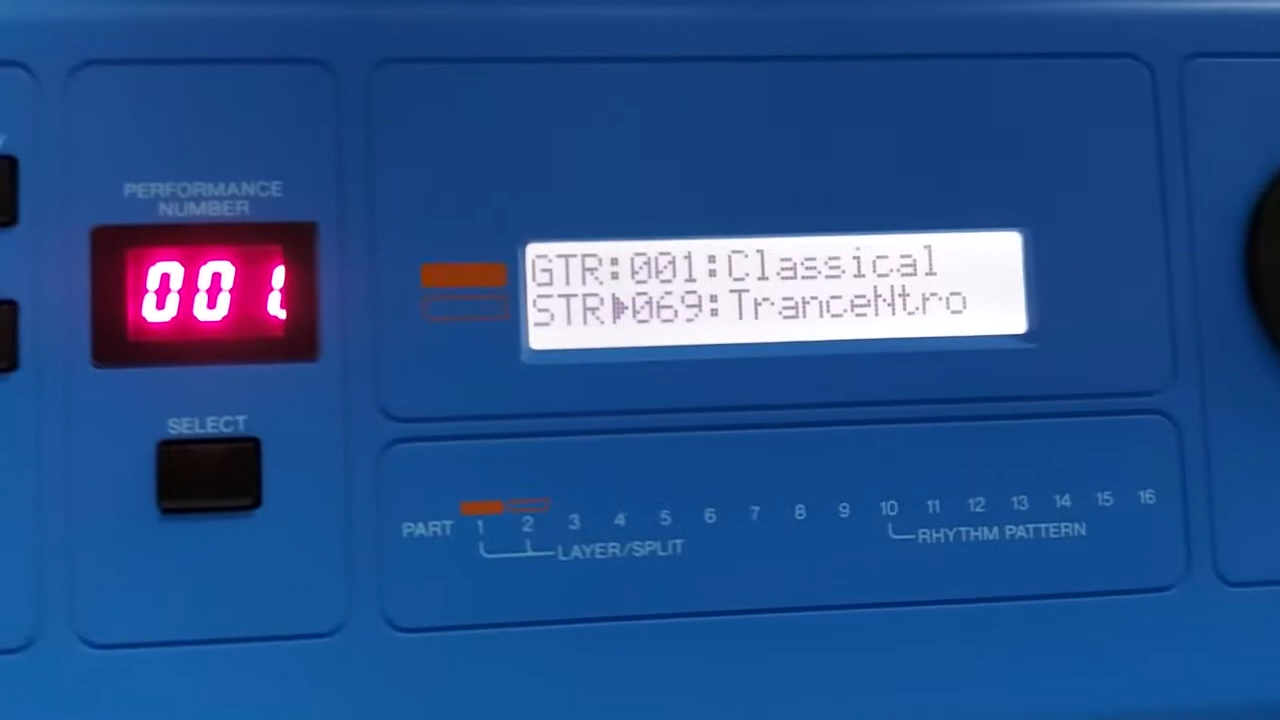 PERFORMANCE
NUMBER
GTR:001:Classical
STR▶069:TranceNtro
SELECT
PART 1 2 3 4 5 6 7 8 9 10 11 12 13 14 15 16
LAYER/SPLIT
RHYTHM PATTERN